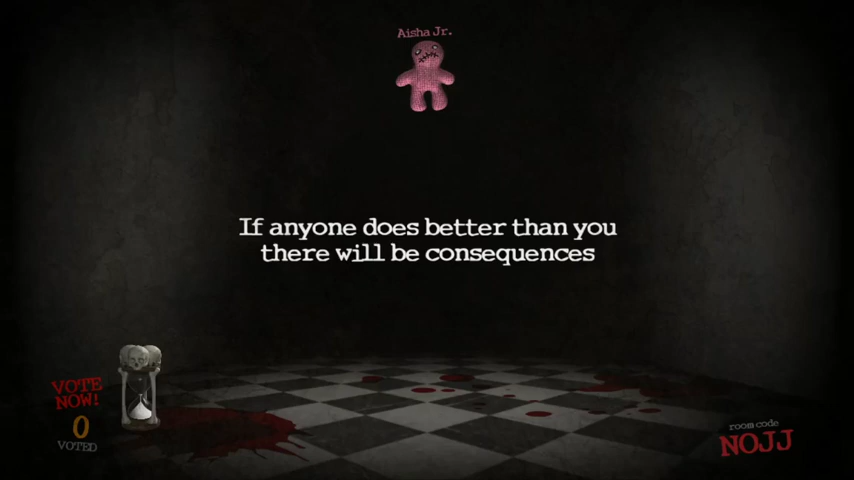 Aisha Jr.
If anyone does better than you
there will be consequences
VOTE
NOW!
0
VOTED
room code
NOJJ